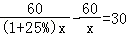 60/((1+25%)x) - 60/x = 30